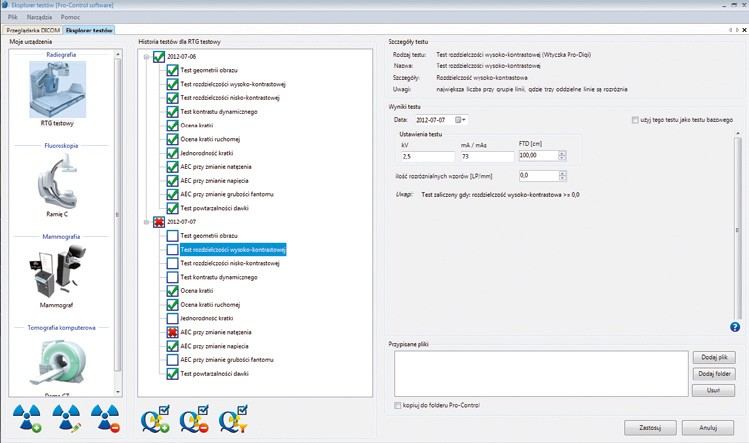 Eksplorer testów [Pro-Control software]
Plik Narzędzia Pomoc
Przeglądarka DICOM Eksplorer testów
Moje urządzenia
Radiografia
RTG testowy
Fluoroskopia
Ramię C
Mammografia
Mammograf
Tomografia komputerowa
Historia testów dla RTG testowy
2012-07-06
Test geometrii obrazu
Test rozdzielczości wysoko-kontrastowej
Test rozdzielczości nisko-kontrastowej
Test kontrastu dynamicznego
Ocena kratki
Ocena kratki ruchomej
Jednorodność kratki
AEC przy zmianie natężenia
AEC przy zmianie napięcia
AEC przy zmianie grubości fantomu
Test powtarzalności dawki
2012-07-07
Test geometrii obrazu
Test rozdzielczości wysoko-kontrastowej
Test rozdzielczości nisko-kontrastowej
Test kontrastu dynamicznego
Ocena kratki
Ocena kratki ruchomej
Jednorodność kratki
AEC przy zmianie natężenia
AEC przy zmianie napięcia
AEC przy zmianie grubości fantomu
Test powtarzalności dawki
Szczegóły testu
Rodzaj testu: Test rozdzielczości wysoko-kontrastowej (Wtyczka Pro-Digi)
Nazwa: Test rozdzielczości wysoko-kontrastowej
Szczegóły: Rozdzielczość wysoko-kontrastowa
Uwagi: największa liczba przy grupie linii, gdzie trzy oddzielne linie są rozróżnia
Wyniki testu
Data: 2012-07-07
użyj tego testu jako testu bazowego
Ustawienia testu
kV mA / mAs FTD [cm]
2,5 73 100,00
ilość rozróżnialnych wzorów [LP/mm] 0,0
Uwagi: Test zaliczony gdy: rozdzielczość wysoko-kontrastowa >= 0,0
Przypisane pliki
Dodaj plik
Dodaj folder
Usuń
kopiuj do folderu Pro-Control
Zastosuj Anuluj